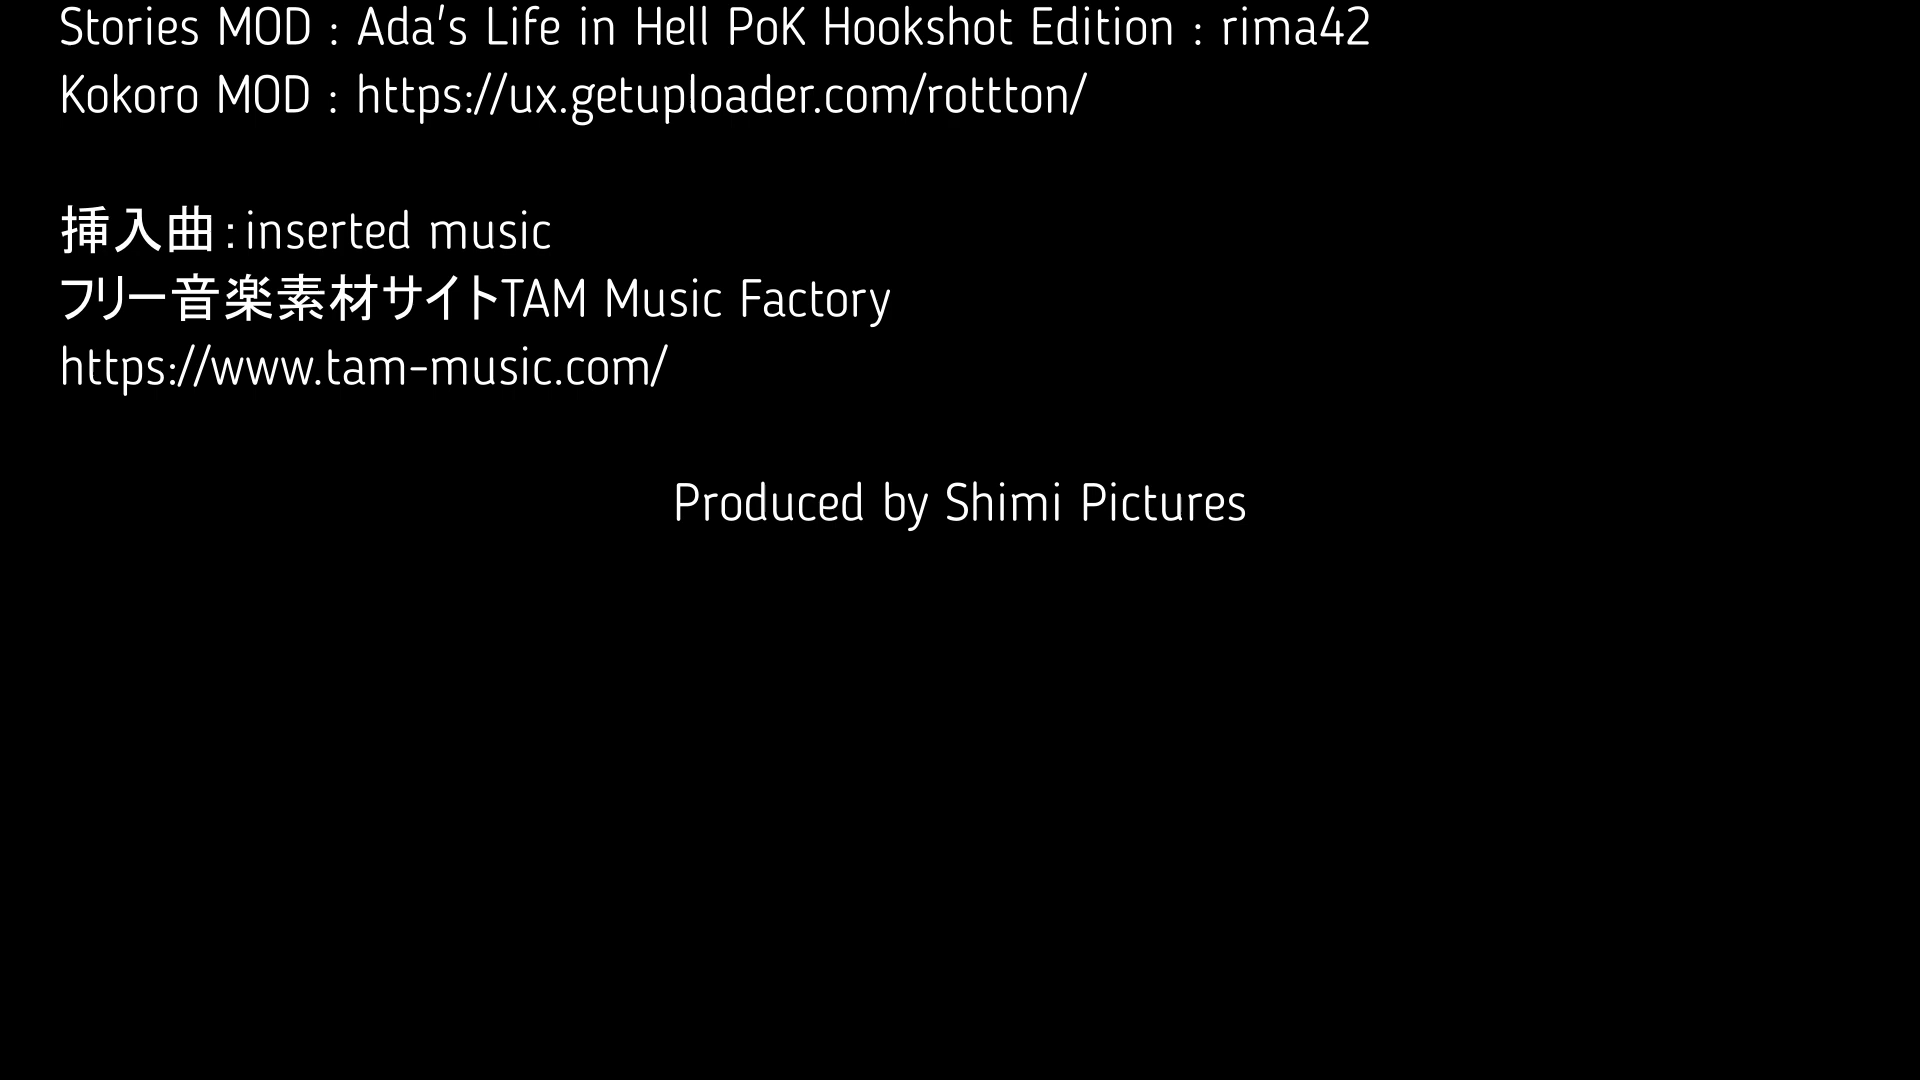 Stories MOD : Ada's Life in Hell PoK Hookshot Edition : rima42
Kokoro MOD : https://ux.getuploader.com/rottton/
挿入曲：inserted music
フリー音楽素材サイトTAM Music Factory
https://www.tam-music.com/
Produced by Shimi Pictures